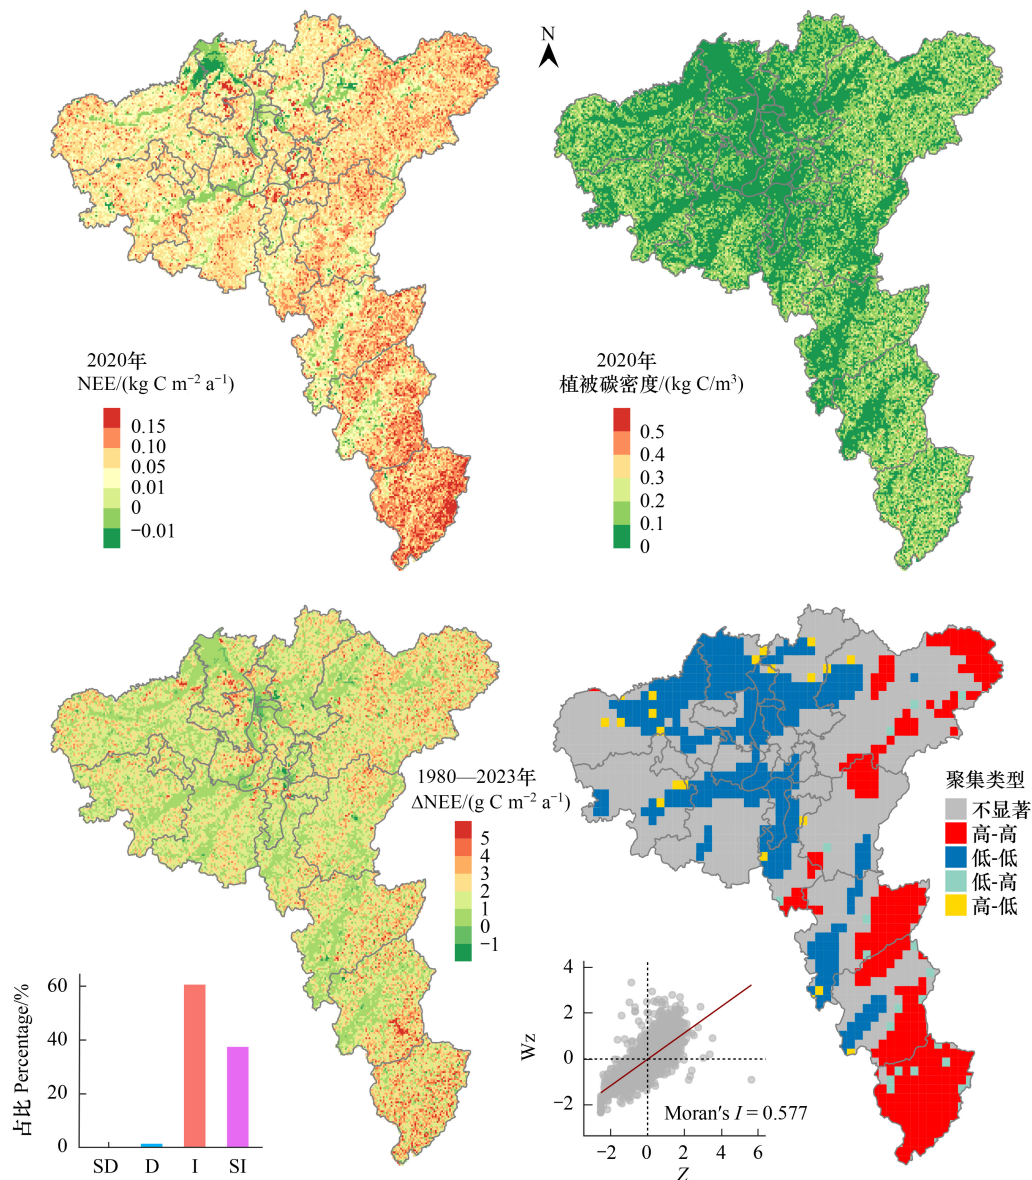 N
2020年
NEE/(kg C m⁻² a⁻¹)
0.15
0.10
0.05
0.01
0
−0.01
2020年
植被碳密度/(kg C/m³)
0.5
0.4
0.3
0.2
0.1
0
1980—2023年
ΔNEE/(g C m⁻² a⁻¹)
5
4
3
2
1
0
−1
占比 Percentage/%
60
40
20
0
SD D I SI
聚集类型
不显著
高-高
低-低
低-高
高-低
Wz
4
2
0
−2
Moran's I = 0.577
−2 0 2 4 6
Z